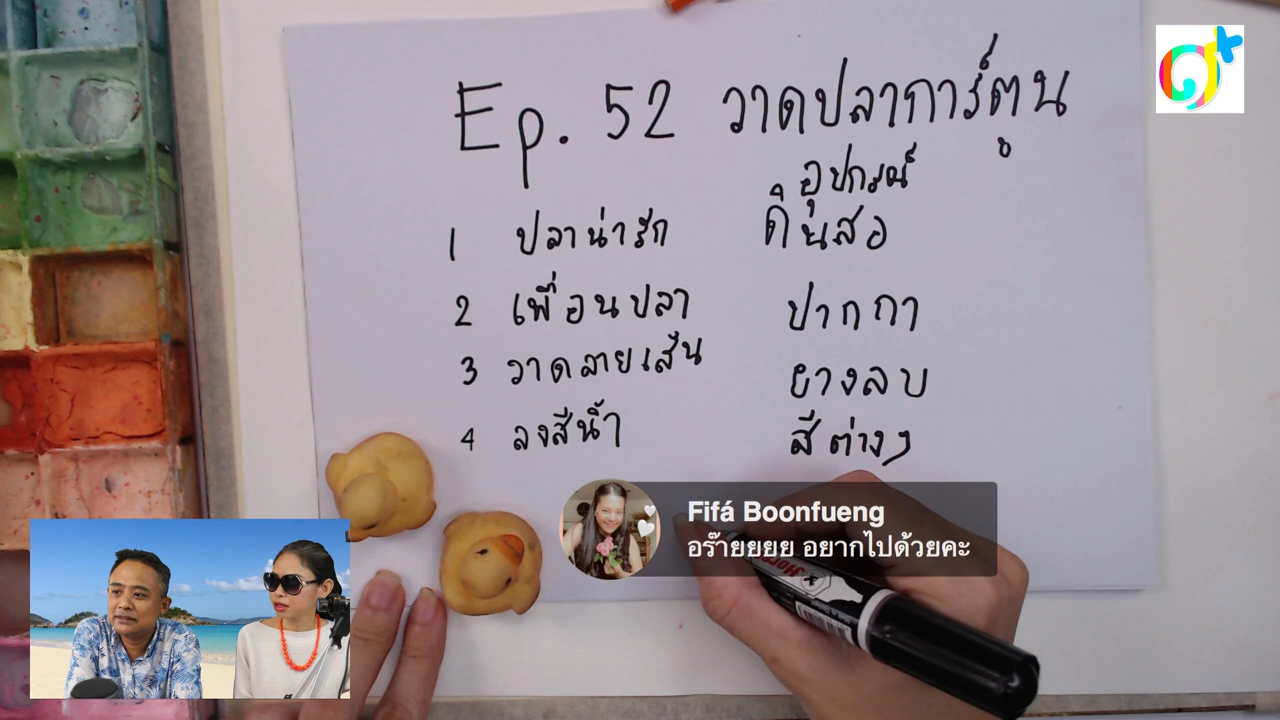 Ep. 52 วาดปลาการ์ตูน
1 ปลาน่ารัก
2 เพื่อนปลา
3 วาดลายเส้น
4 ลงสีน้ำ
อุปกรณ์
ดินสอ
ปากกา
ยางลบ
สีต่างๆ
Fifá Boonfueng
อร๊ายยยย อยากไปด้วยคะ
Horse